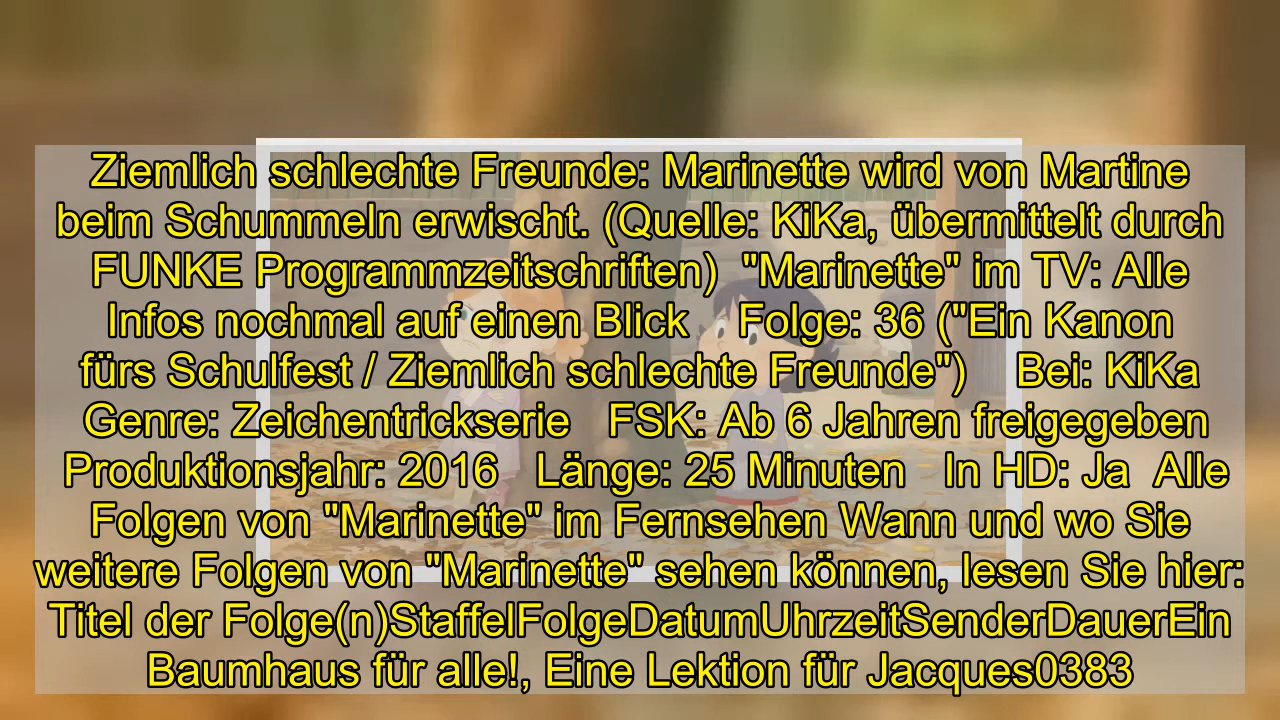 Ziemlich schlechte Freunde: Marinette wird von Martine
beim Schummeln erwischt. (Quelle: KiKa, übermittelt durch
FUNKE Programmzeitschriften)  "Marinette" im TV: Alle
Infos nochmal auf einen Blick    Folge: 36 ("Ein Kanon
fürs Schulfest / Ziemlich schlechte Freunde")    Bei: KiKa
Genre: Zeichentrickserie   FSK: Ab 6 Jahren freigegeben
Produktionsjahr: 2016   Länge: 25 Minuten   In HD: Ja  Alle
Folgen von "Marinette" im Fernsehen Wann und wo Sie
weitere Folgen von "Marinette" sehen können, lesen Sie hier:
Titel der Folge(n)StaffelFolgeDatumUhrzeitSenderDauerEin
Baumhaus für alle!, Eine Lektion für Jacques0383